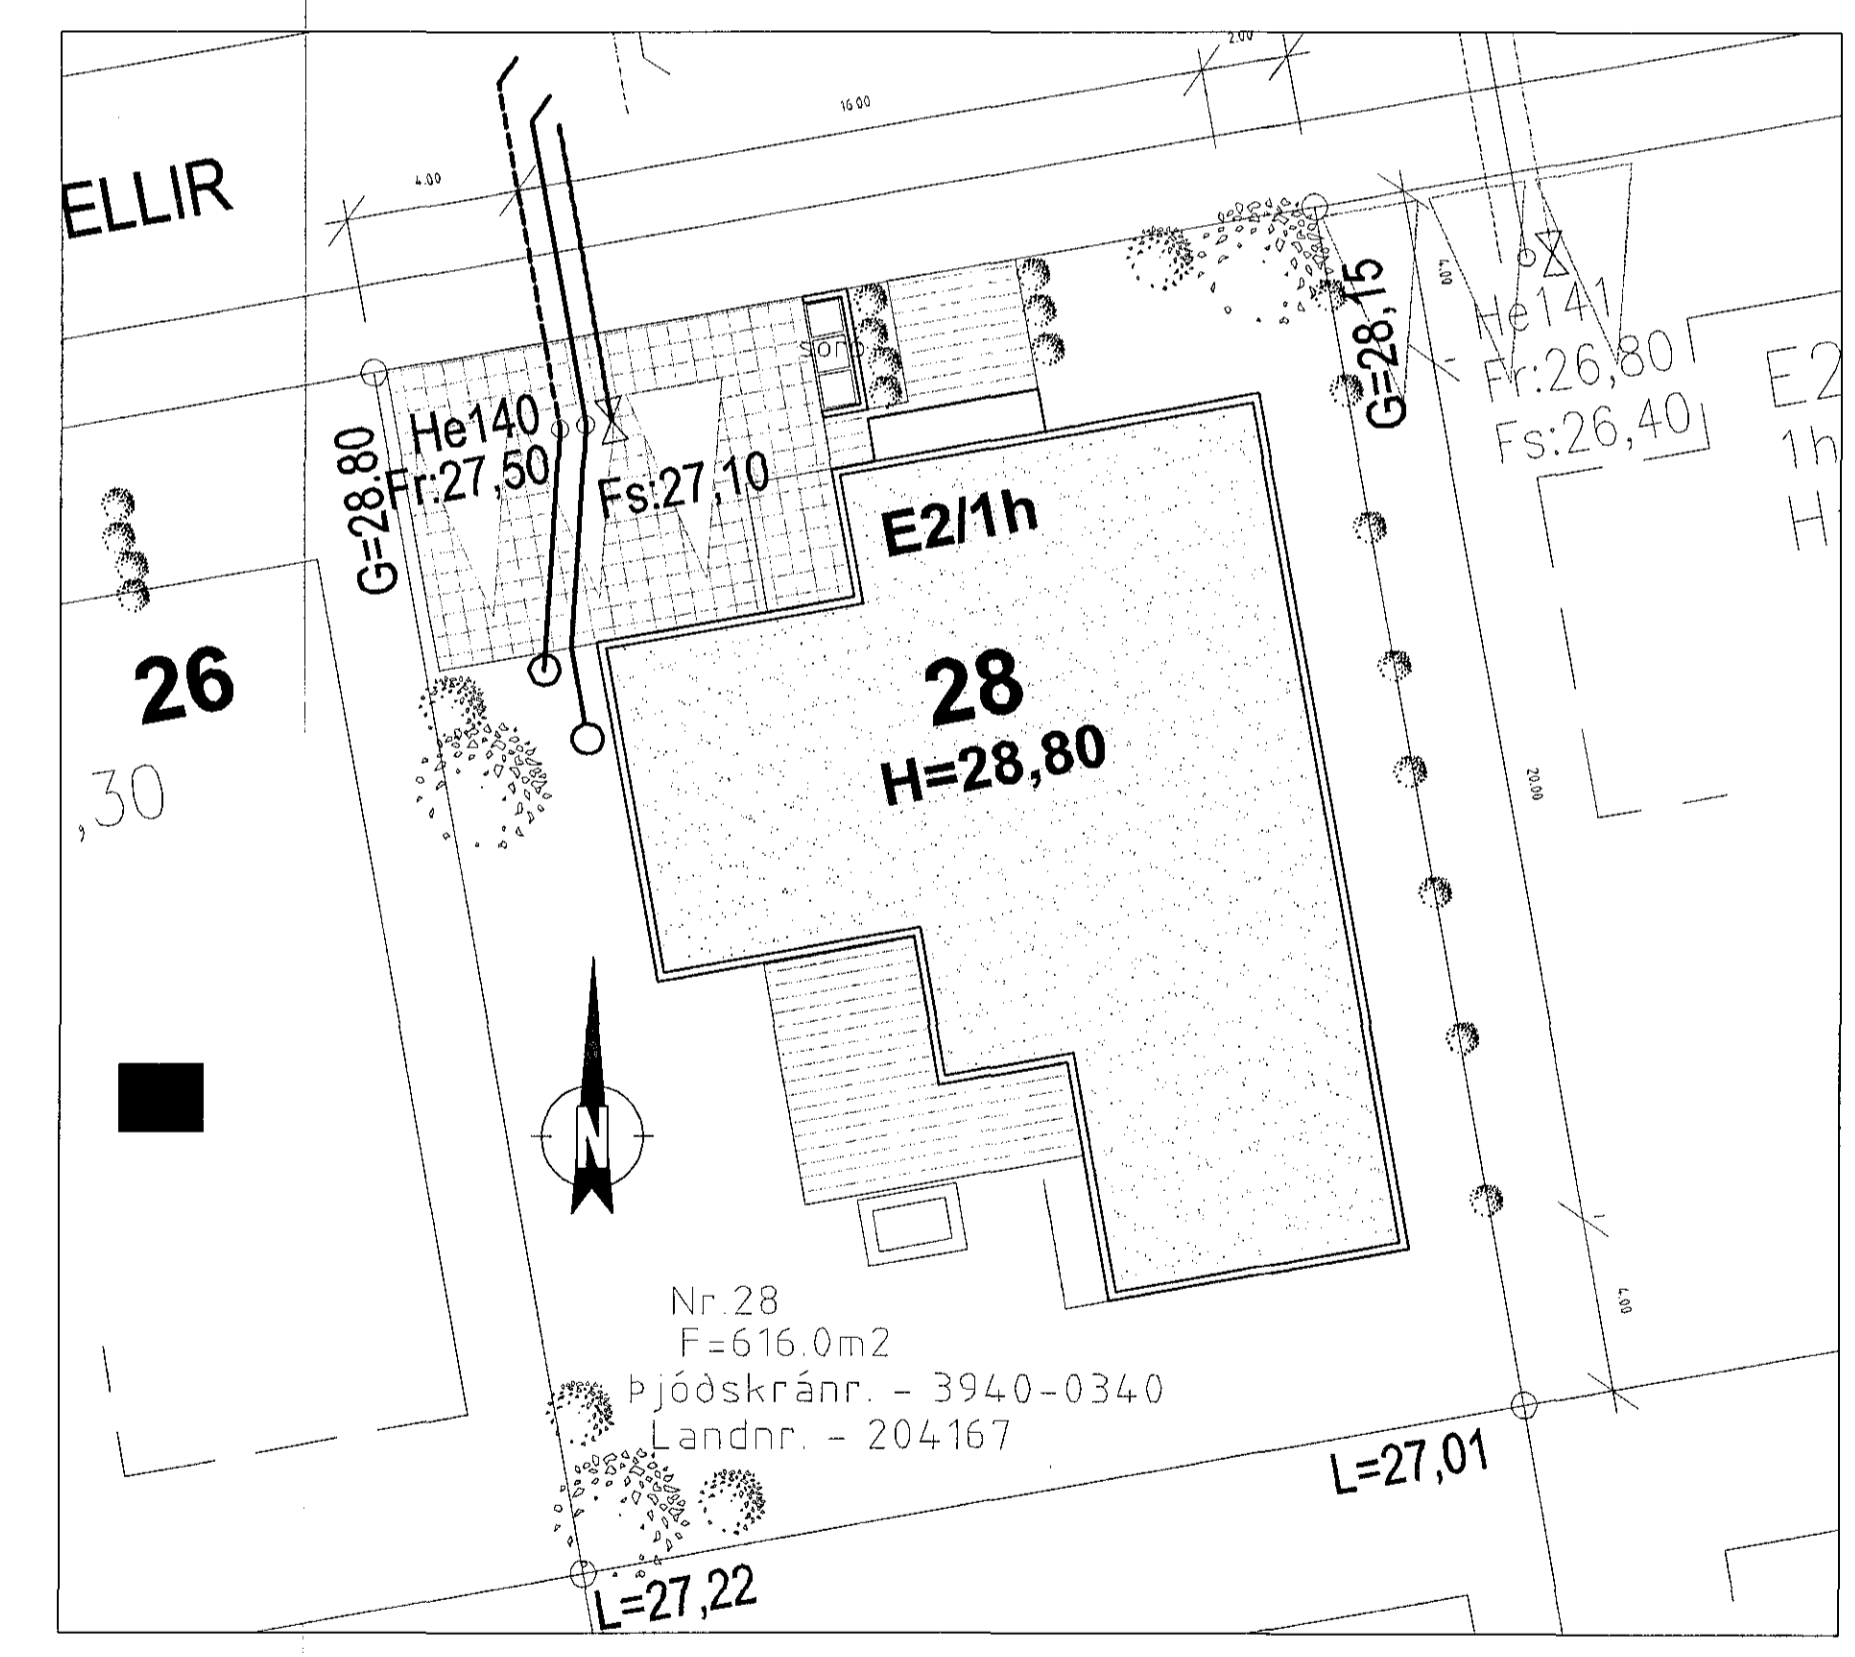 2.00
16.00
4.00
ELLIR
4.00
G=28,15
He141
Fr:26,80
Fs:26,40
E2
1h
H
sorp
He140
Fr:27,50
G=28.80
Fs:27,10
E2/1h
26
,30
28
H=28,80
20.00
N
Nr.28
F=616.0m2
Þjóðskránr. - 3940-0340
Landnr. - 204167
4.00
L=27,01
L=27,22